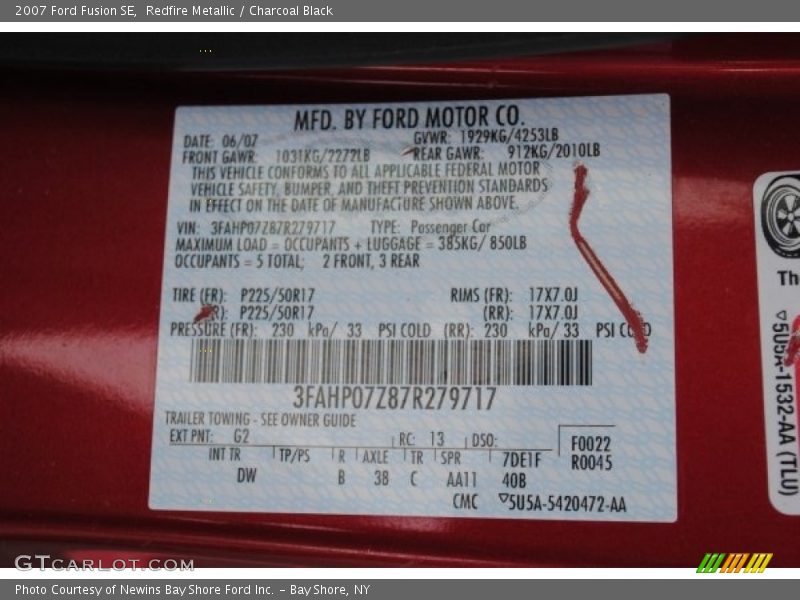 2007 Ford Fusion SE, Redfire Metallic / Charcoal Black
MFD. BY FORD MOTOR CO.
DATE: 06/07 GVWR: 1929KG/4253LB
FRONT GAWR: 1031KG/2272LB REAR GAWR: 912KG/2010LB
THIS VEHICLE CONFORMS TO ALL APPLICABLE FEDERAL MOTOR
VEHICLE SAFETY, BUMPER, AND THEFT PREVENTION STANDARDS
IN EFFECT ON THE DATE OF MANUFACTURE SHOWN ABOVE.
VIN: 3FAHP07Z87R279717 TYPE: Passenger Car
MAXIMUM LOAD = OCCUPANTS + LUGGAGE = 385KG/ 850LB
OCCUPANTS = 5 TOTAL; 2 FRONT, 3 REAR
TIRE (FR): P225/50R17 RIMS (FR): 17X7.0J
R): P225/50R17 (RR): 17X7.0J
PRESSURE (FR): 230 kPa/ 33 PSI COLD (RR): 230 kPa/ 33 PSI COLD
3FAHP07Z87R279717
TRAILER TOWING - SEE OWNER GUIDE
EXT PNT: G2 RC: 13 DSO: F0022
INT TR TP/PS R AXLE TR SPR 7DE1F R0045
DW B 38 C AA11 40B
CMC ▽5U5A-5420472-AA
Th
▽5U5A-1532-AA (TLU)
GTCARLOT.COM
Photo Courtesy of Newins Bay Shore Ford Inc. - Bay Shore, NY